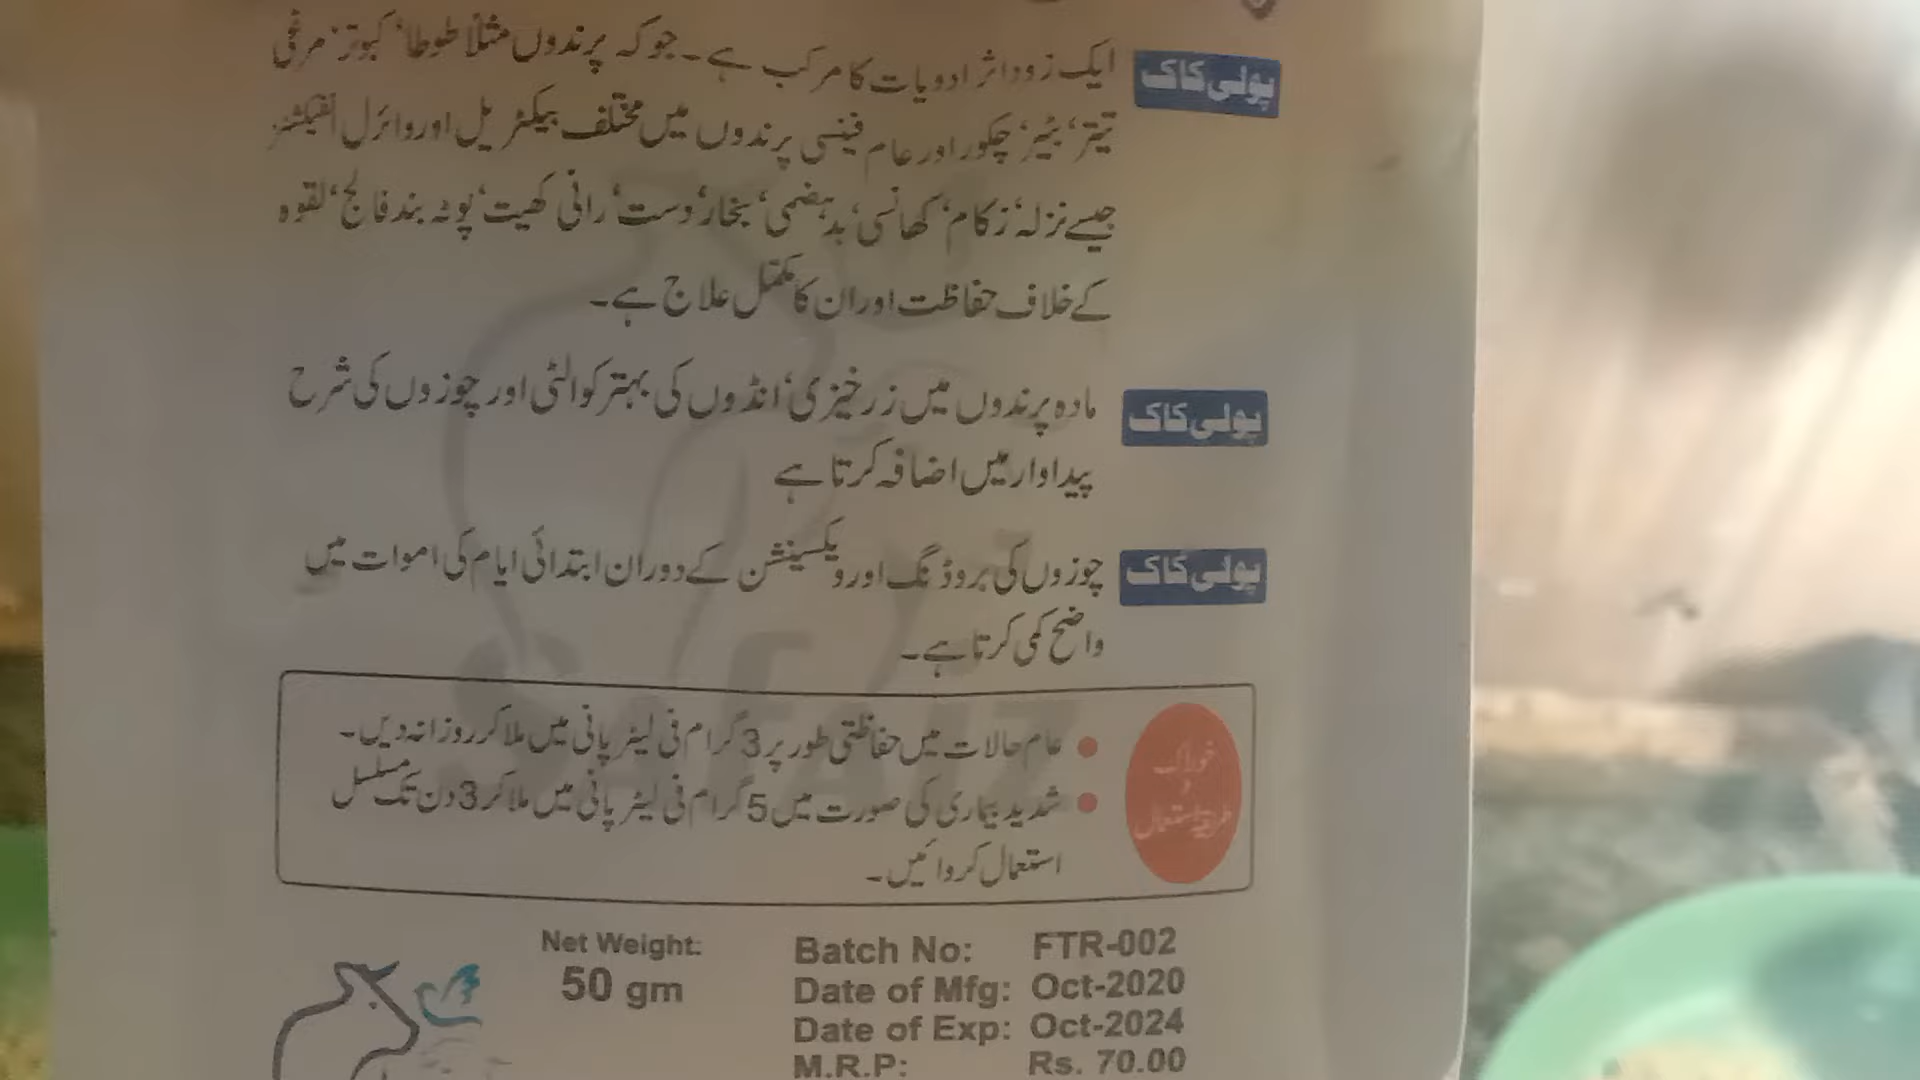 پولی کاک ایک زود اثر ادویات کا مرکب ہے۔ جو کہ پرندوں مثلاً طوطا‘ کبوتر‘ مرغی
تیتر‘ بٹیر‘ چکور اور عام فینسی پرندوں میں مختلف بیکٹریل اور وائرل انفیکشنز
جیسے نزلہ‘ زکام‘ کھانسی‘ بدہضمی‘ بخار‘ دست‘ رانی کھیت‘ پوٹہ بند فالج‘ لقوہ
کے خلاف حفاظت اور ان کا مکمل علاج ہے۔
پولی کاک مادہ پرندوں میں زرخیزی‘ انڈوں کی بہتر کوالٹی اور چوزوں کی شرح
پیداوار میں اضافہ کرتا ہے
پولی کاک چوزوں کی بروڈنگ اور ویکسینشن کے دوران ابتدائی ایام کی اموات میں
واضح کمی کرتا ہے۔
خوراک
و
طریقہ استعمال
● عام حالات میں حفاظتی طور پر 3 گرام فی لیٹر پانی میں ملا کر روزانہ دیں۔
● شدید بیماری کی صورت میں 5 گرام فی لیٹر پانی میں ملا کر 3 دن تک مسلسل
استعمال کروائیں۔
Net Weight:
50 gm
Batch No: FTR-002
Date of Mfg: Oct-2020
Date of Exp: Oct-2024
M.R.P: Rs. 70.00